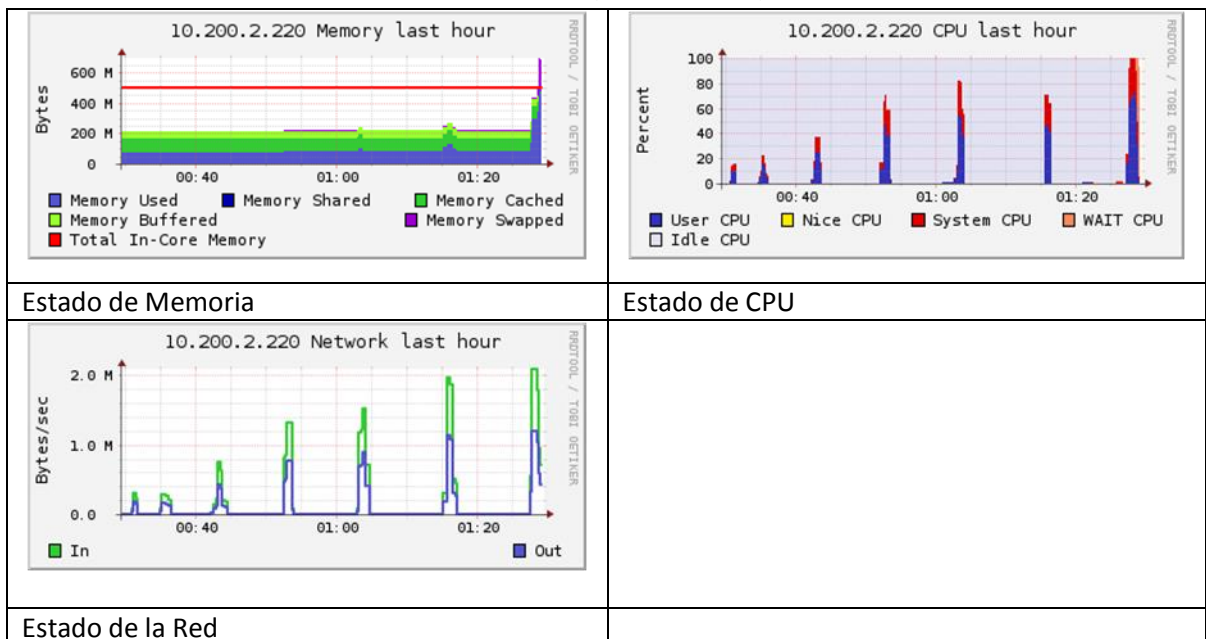 10.200.2.220 Memory last hour
RRDTOOL / TOBI OETIKER
Bytes
600 M
400 M
200 M
0
00:40 01:00 01:20
Memory Used Memory Shared Memory Cached
Memory Buffered Memory Swapped
Total In-Core Memory
10.200.2.220 CPU last hour
RRDTOOL / TOBI OETIKER
Percent
100
80
60
40
20
0
00:40 01:00 01:20
User CPU Nice CPU System CPU WAIT CPU
Idle CPU
Estado de Memoria
Estado de CPU
10.200.2.220 Network last hour
RRDTOOL / TOBI OETIKER
Bytes/sec
2.0 M
1.0 M
0.0
00:40 01:00 01:20
In Out
Estado de la Red